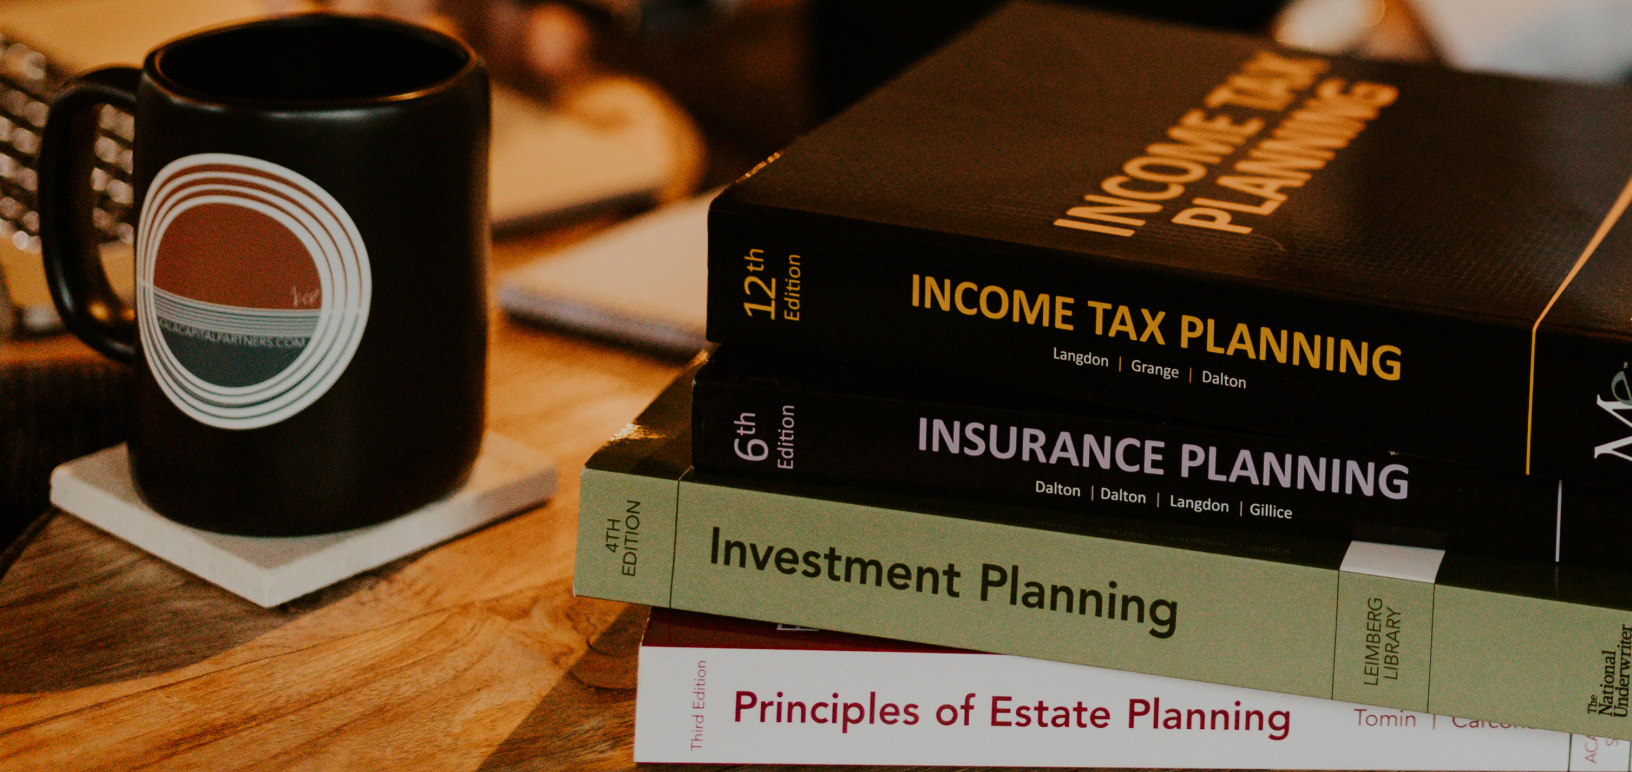 INCOME TAX
PLANNING
12th
Edition
INCOME TAX PLANNING
Langdon | Grange | Dalton
6th
Edition
INSURANCE PLANNING
Dalton | Dalton | Langdon | Gillice
4TH
EDITION
Investment Planning
LEIMBERG
LIBRARY
The
National
Underwriter
Third Edition
Principles of Estate Planning
Tomin |